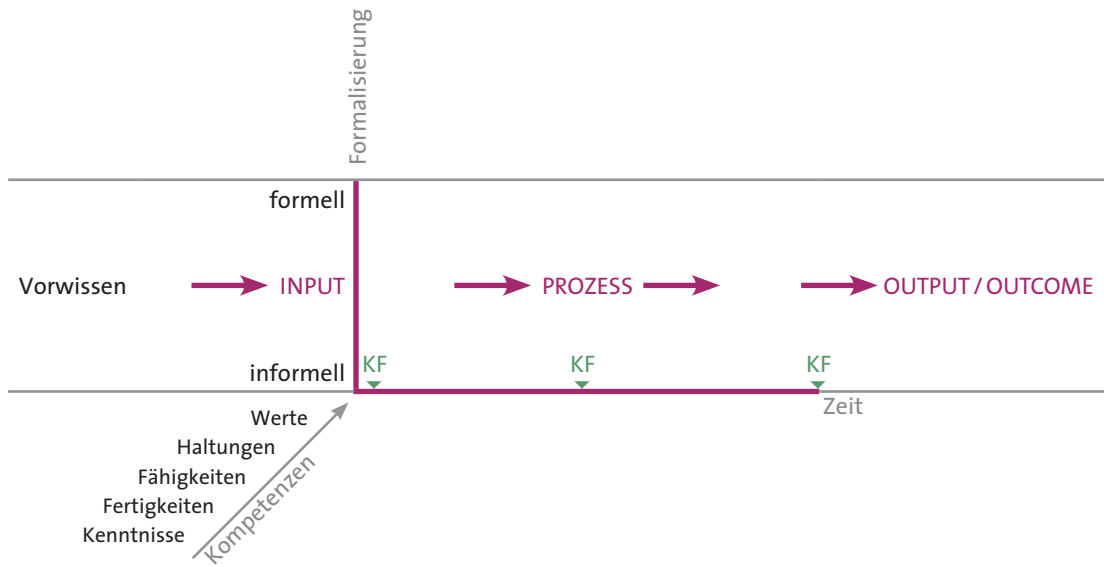 Formalisierung
formell
Vorwissen
INPUT
PROZESS
OUTPUT / OUTCOME
informell
KF
KF
KF
Zeit
Werte
Haltungen
Fähigkeiten
Fertigkeiten
Kenntnisse
Kompetenzen